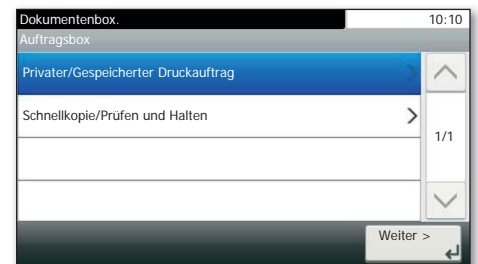 Dokumentenbox. 10:10
Auftragsbox
Privater/Gespeicherter Druckauftrag
Schnellkopie/Prüfen und Halten
1/1
Weiter >